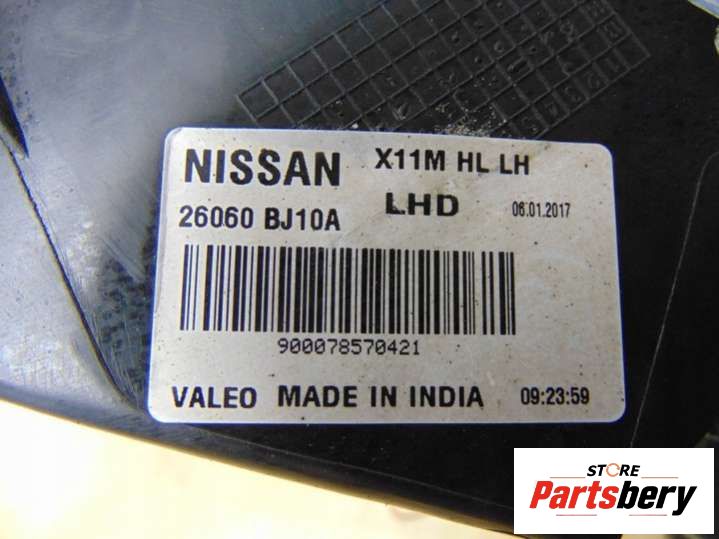 NISSAN X11M HL LH
26060 BJ10A LHD 06.01.2017
900078570421
VALEO MADE IN INDIA 09:23:59
STORE
Partsbery